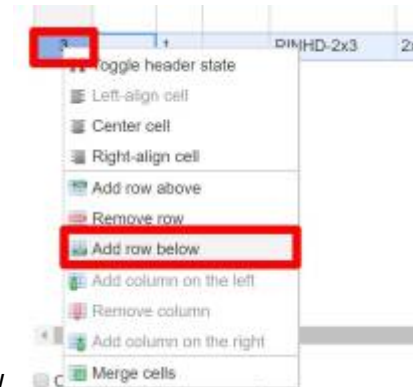 3 1 PINHD-2x3
Toggle header state
Left-align cell
Center cell
Right-align cell
Add row above
Remove row
Add row below
Add column on the left
Remove column
Add column on the right
Merge cells